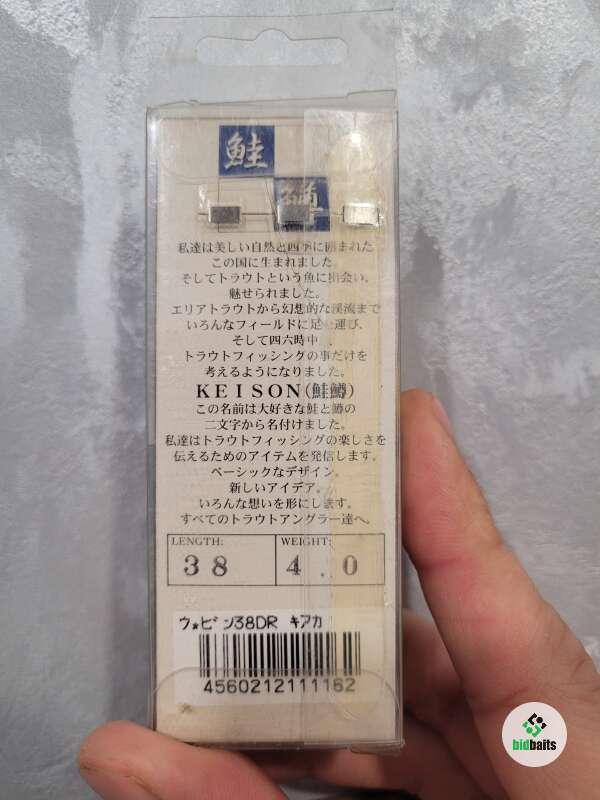 鮭
鱒
私達は美しい自然と四季に囲まれた
この国に生まれました。
そしてトラウトという魚に出会い、
魅せられました。
エリアトラウトから幻想的な渓流まで
いろんなフィールドに足を運び、
そして四六時中、
トラウトフィッシングの事だけを
考えるようになりました。
KEISON(鮭鱒)
この名前は大好きな鮭と鱒の
二文字から名付けました。
私達はトラウトフィッシングの楽しさを
伝えるためのアイテムを発信します。
ベーシックなデザイン。
新しいアイデア。
いろんな想いを形にします。
すべてのトラウトアングラー達へ。
LENGTH: WEIGHT:
38 4.0
ウォビン38DR キアカ
4560212111162
bidbaits